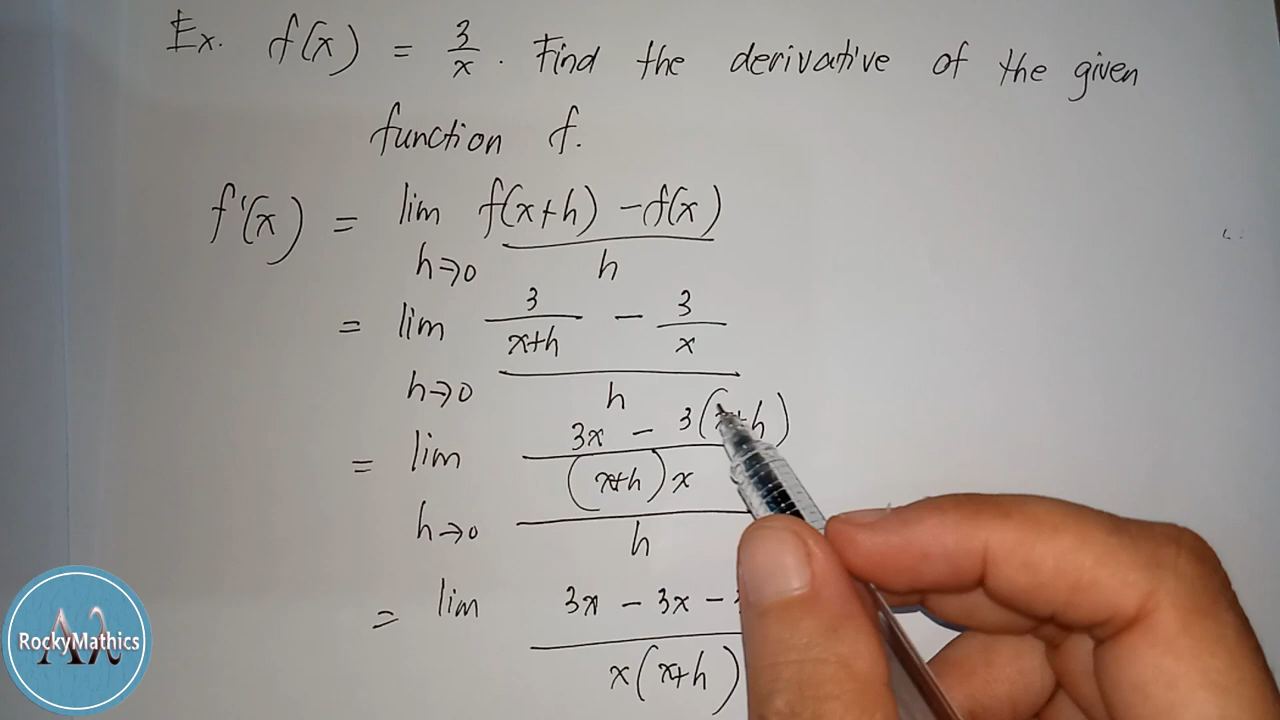 Ex. f(x) = 3/x. Find the derivative of the given
function f.
f'(x) = lim f(x+h) - f(x)
h→0 h
= lim 3/(x+h) - 3/x
h→0 h
= lim 3x - 3(x+h)
(x+h)x
h→0 h
= lim 3x - 3x -
x(x+h)
RockyMathics